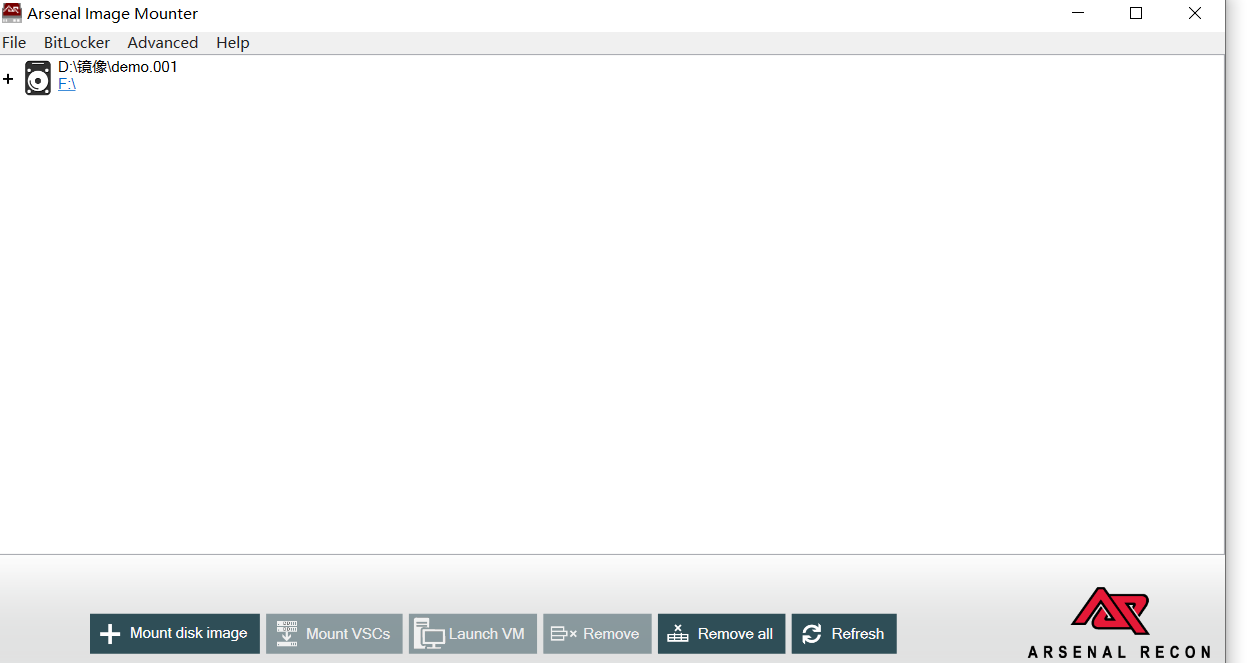 Arsenal Image Mounter
File BitLocker Advanced Help
D:\镜像\demo.001
F:\
Mount disk image Mount VSCs Launch VM Remove Remove all Refresh
ARSENAL RECON